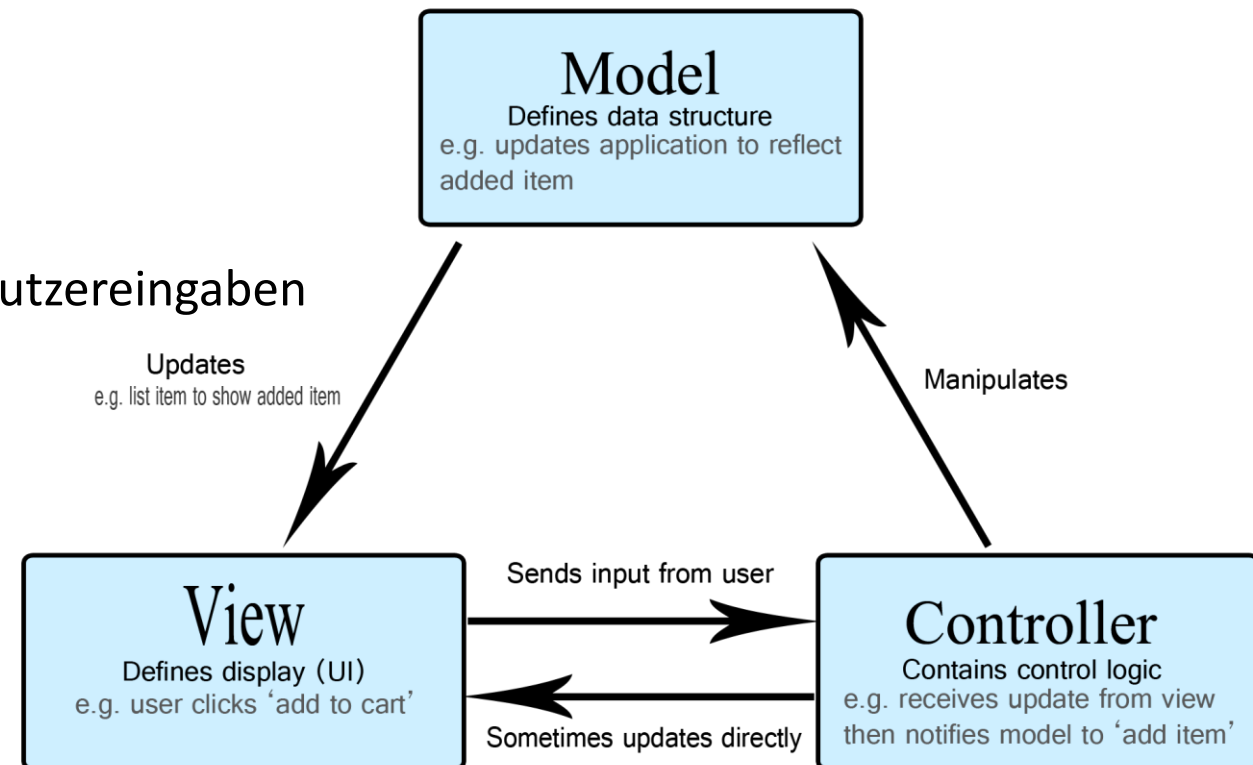 Model
Defines data structure
e.g. updates application to reflect
added item
utzereingaben
Updates
e.g. list item to show added item
Manipulates
Sends input from user
View
Defines display (UI)
e.g. user clicks ‘add to cart’
Controller
Contains control logic
e.g. receives update from view
then notifies model to ‘add item’
Sometimes updates directly